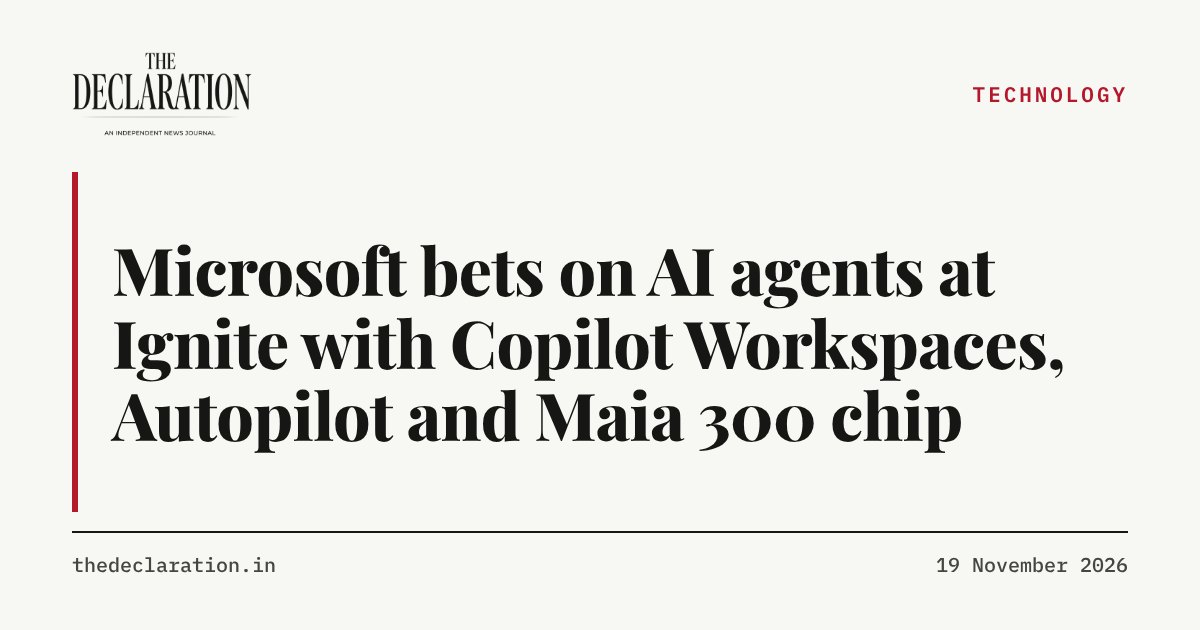 THE
DECLARATION
AN INDEPENDENT NEWS JOURNAL
TECHNOLOGY
Microsoft bets on AI agents at
Ignite with Copilot Workspaces,
Autopilot and Maia 300 chip
thedeclaration.in
19 November 2026